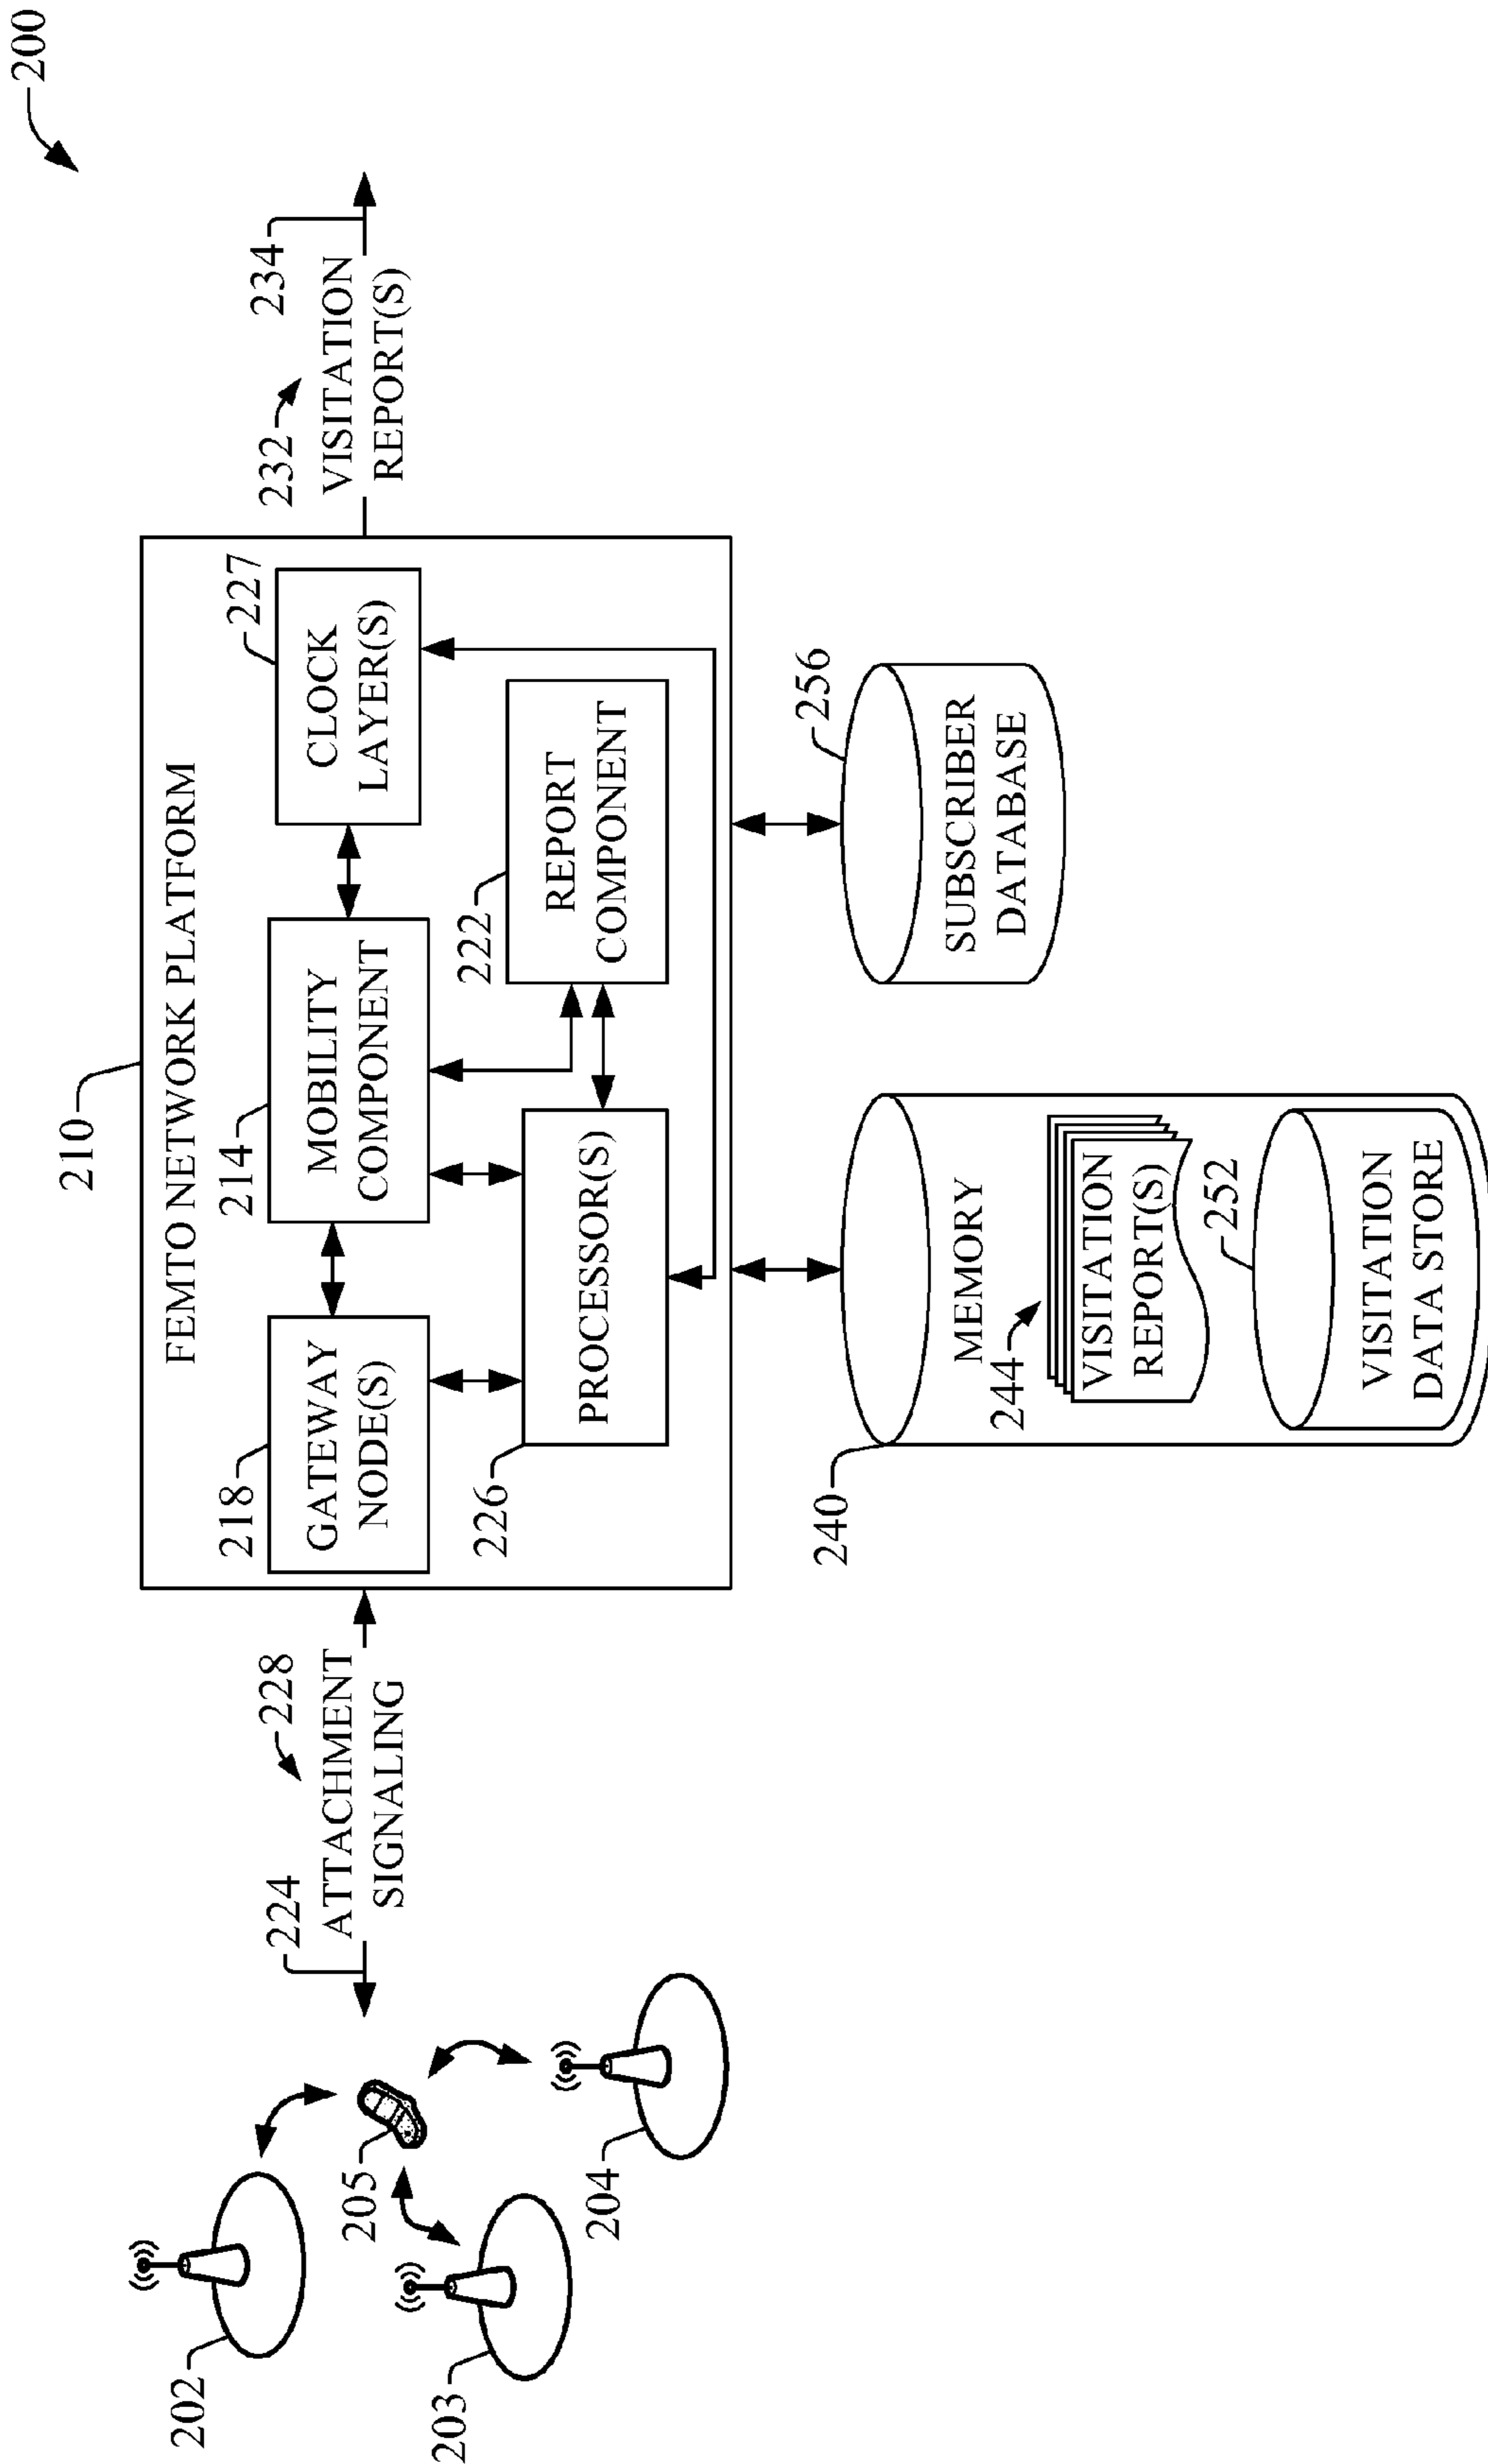 200
210
FEMTO NETWORK PLATFORM
202
224
228
218
214
227
232
234
ATTACHMENT
SIGNALING
GATEWAY
NODE(S)
MOBILITY
COMPONENT
CLOCK
LAYER(S)
VISITATION
REPORT(S)
205
203
204
226
222
PROCESSOR(S)
REPORT
COMPONENT
240
256
MEMORY
SUBSCRIBER
DATABASE
244
VISITATION
REPORT(S)
252
VISITATION
DATA STORE